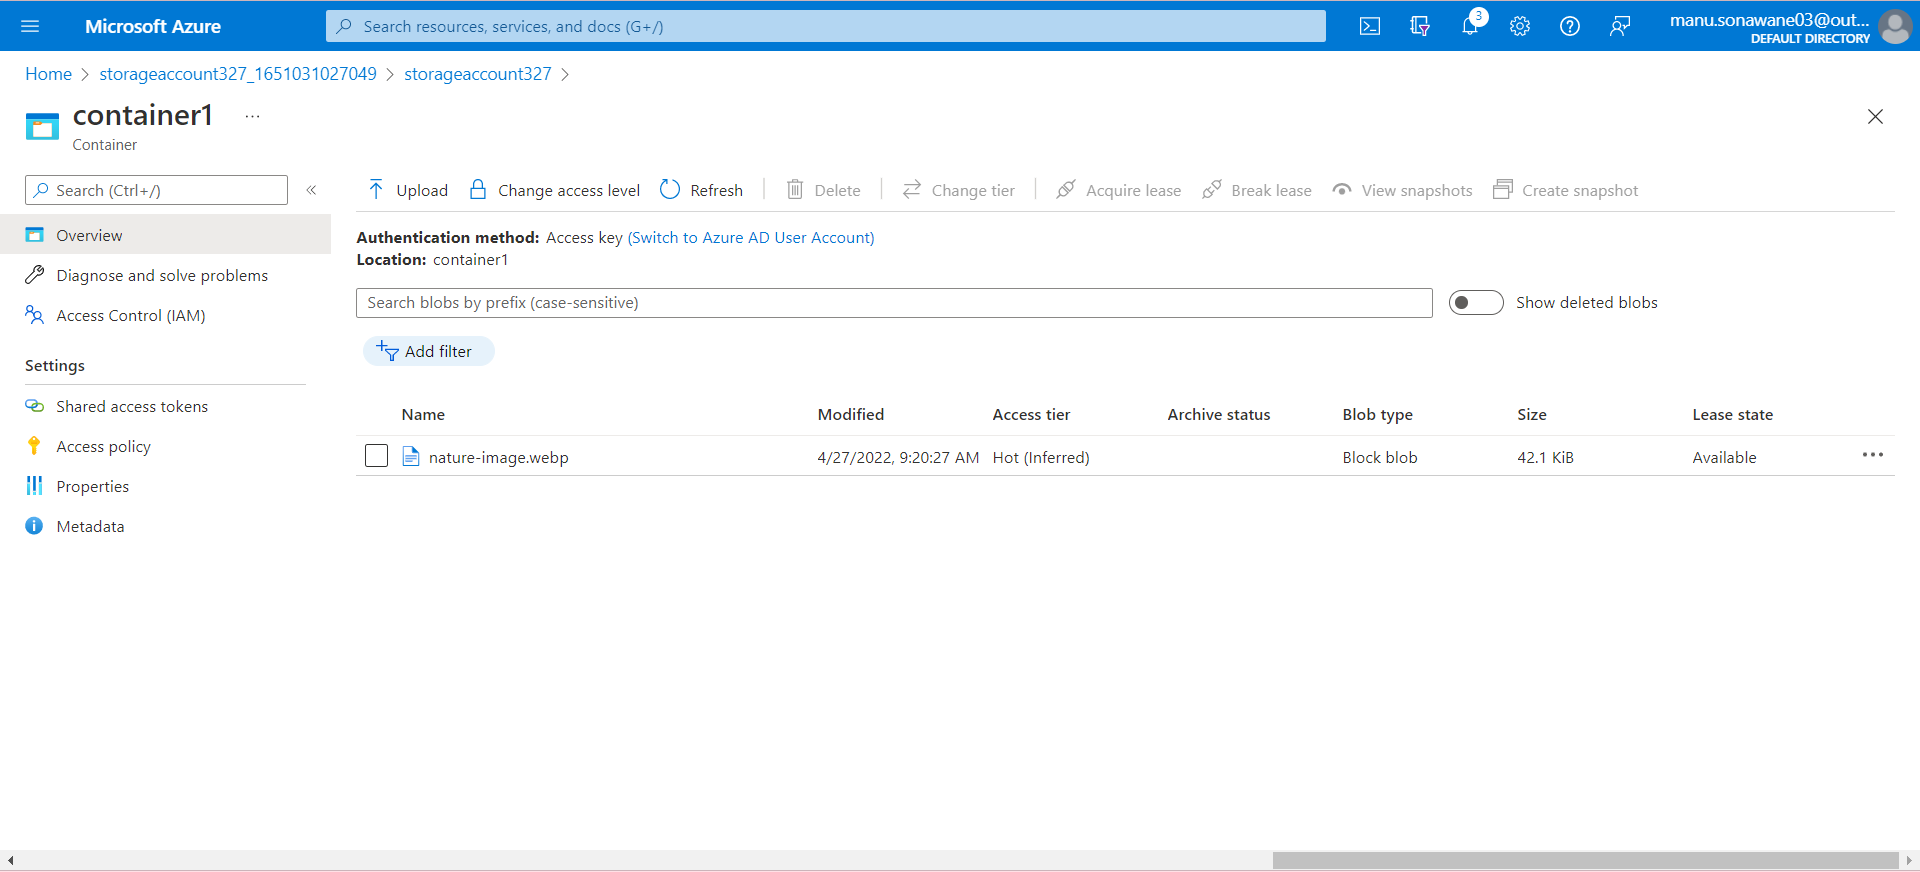 Microsoft Azure
Search resources, services, and docs (G+/)
3
manu.sonawane03@out...
DEFAULT DIRECTORY
Home > storageaccount327_1651031027049 > storageaccount327 >
container1 ...
Container
Search (Ctrl+/) «
Upload Change access level Refresh Delete Change tier Acquire lease Break lease View snapshots Create snapshot
Overview
Diagnose and solve problems
Access Control (IAM)
Settings
Shared access tokens
Access policy
Properties
Metadata
Authentication method: Access key (Switch to Azure AD User Account)
Location: container1
Search blobs by prefix (case-sensitive)
Show deleted blobs
Add filter
Name Modified Access tier Archive status Blob type Size Lease state
nature-image.webp 4/27/2022, 9:20:27 AM Hot (Inferred) Block blob 42.1 KiB Available ...